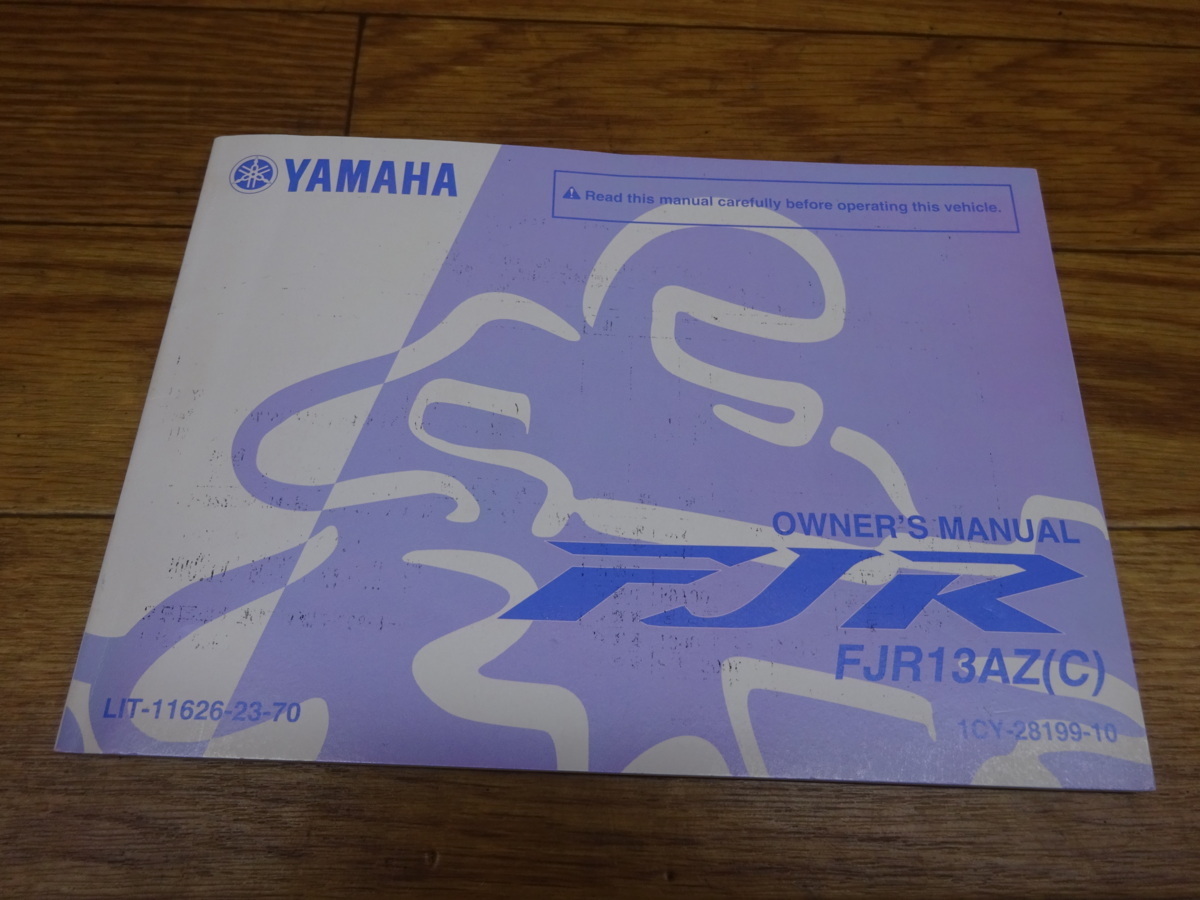 YAMAHA
Read this manual carefully before operating this vehicle.
OWNER'S MANUAL
FJR
FJR13AZ(C)
LIT-11626-23-70
1CY-28199-10